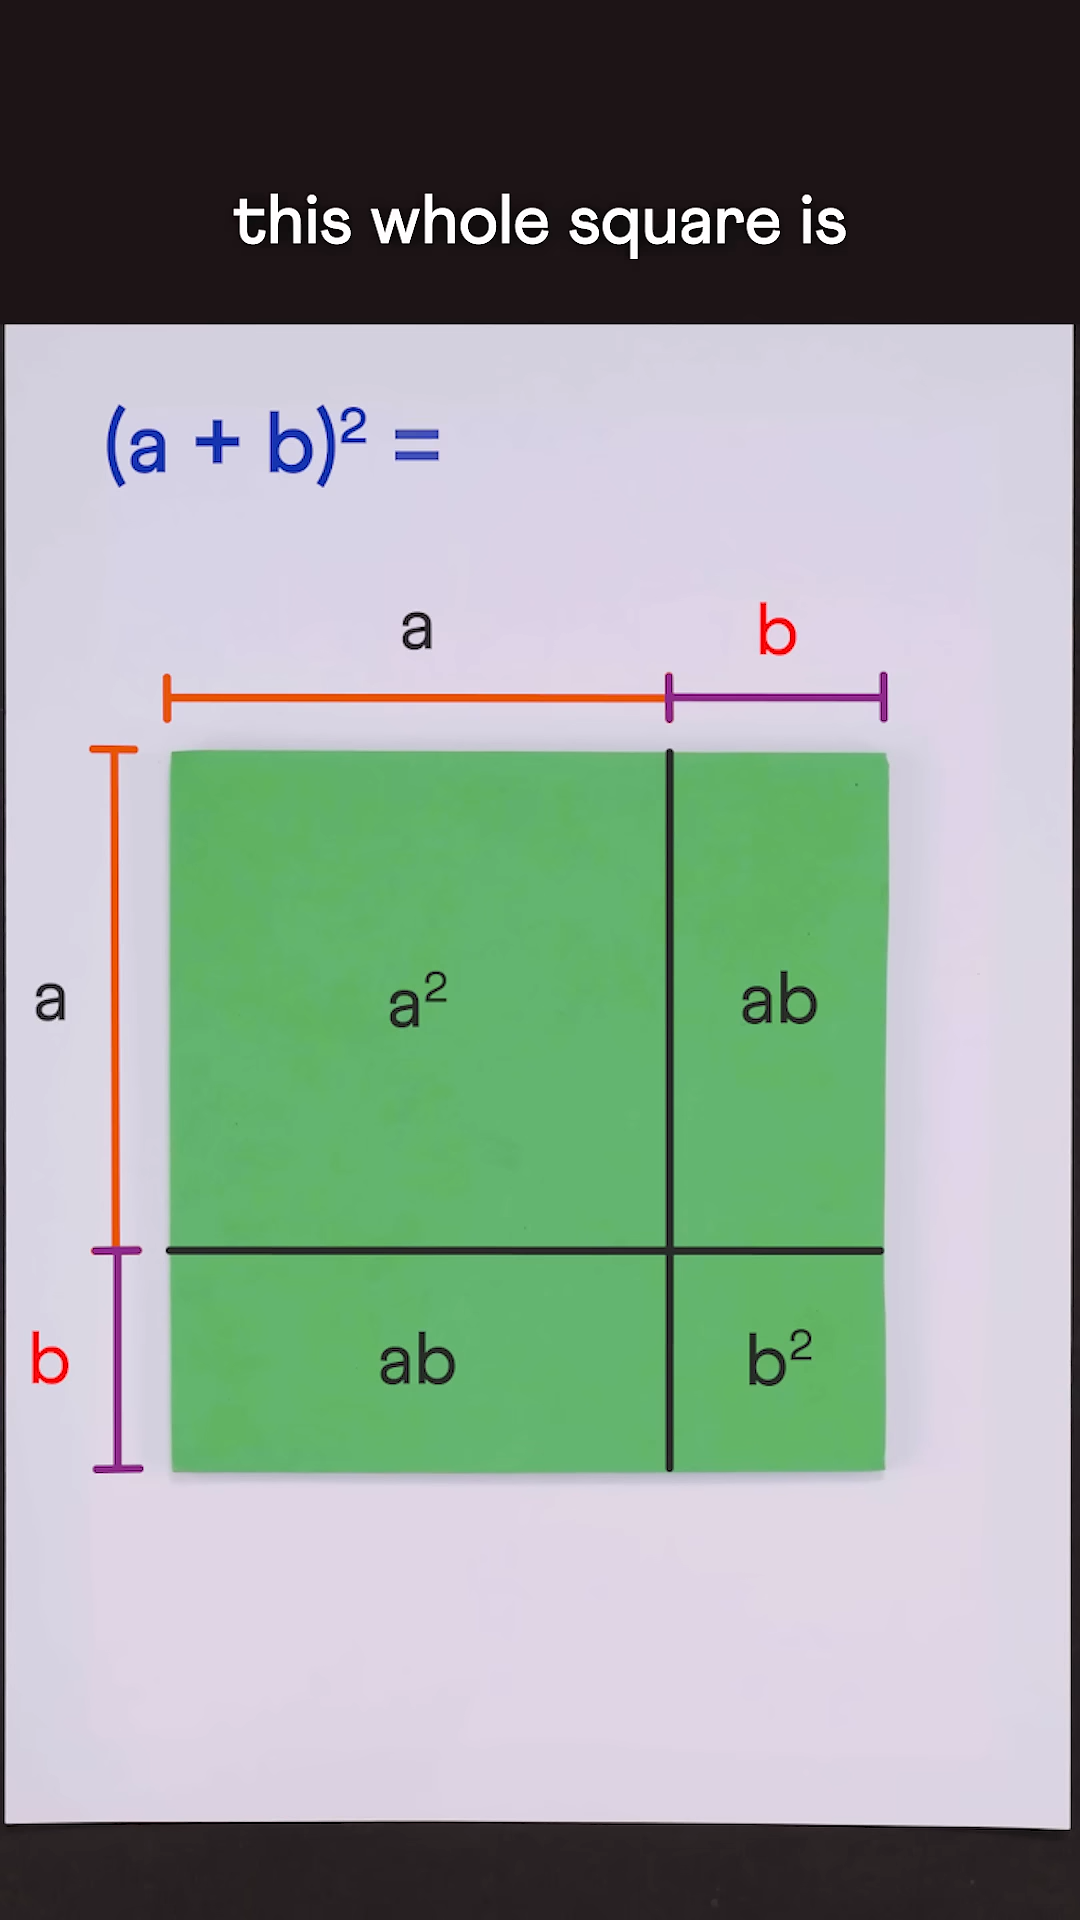 this whole square is
(a + b)² =
a
b
a
a²
ab
b
ab
b²